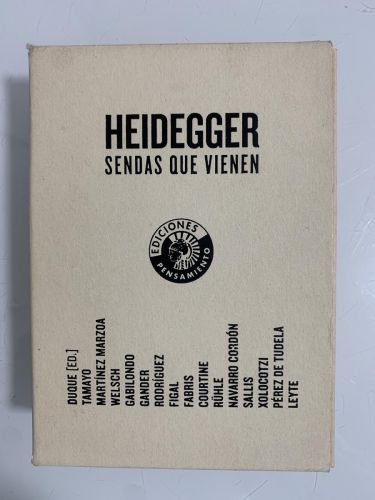 HEIDEGGER
SENDAS QUE VIENEN
EDICIONES
PENSAMIENTO
DUQUE [ED.]
TAMAYO
MARTÍNEZ MARZOA
WELSCH
GABILONDO
GANDER
RODRÍGUEZ
FIGAL
FABRIS
COURTINE
RÜHLE
NAVARRO CORDÓN
SALLIS
XOLOCOTZI
PÉREZ DE TUDELA
LEYTE